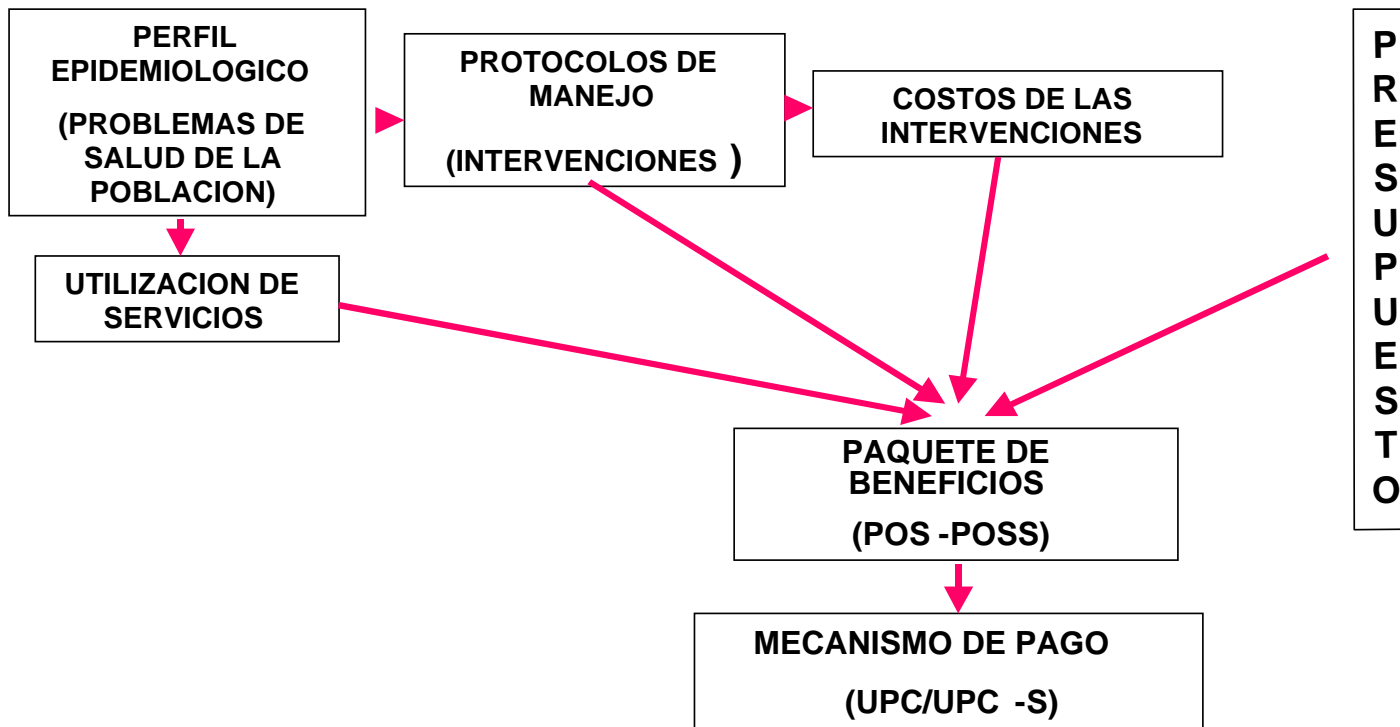 PERFIL
EPIDEMIOLOGICO
(PROBLEMAS DE
SALUD DE LA
POBLACION)
PROTOCOLOS DE
MANEJO
(INTERVENCIONES )
COSTOS DE LAS
INTERVENCIONES
P
R
E
S
U
P
U
E
S
T
O
UTILIZACION DE
SERVICIOS
PAQUETE DE
BENEFICIOS
(POS -POSS)
MECANISMO DE PAGO
(UPC/UPC -S)